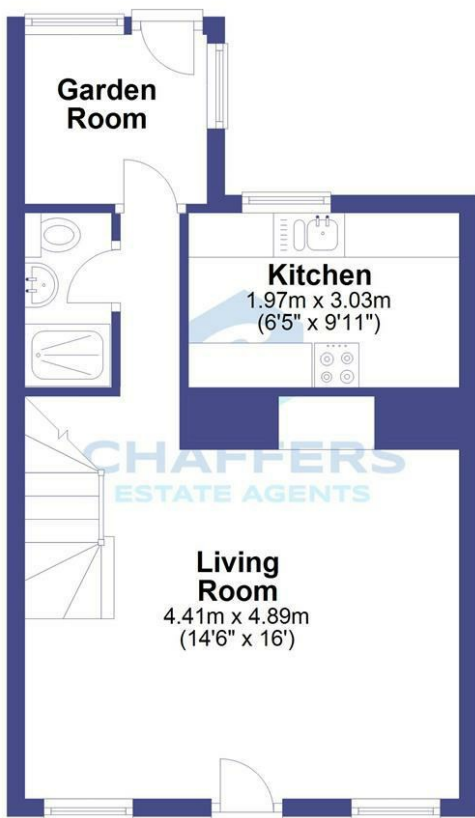 Garden
Room
Kitchen
1.97m x 3.03m
(6'5" x 9'11")
CHAFFERS
ESTATE AGENTS
Living
Room
4.41m x 4.89m
(14'6" x 16')